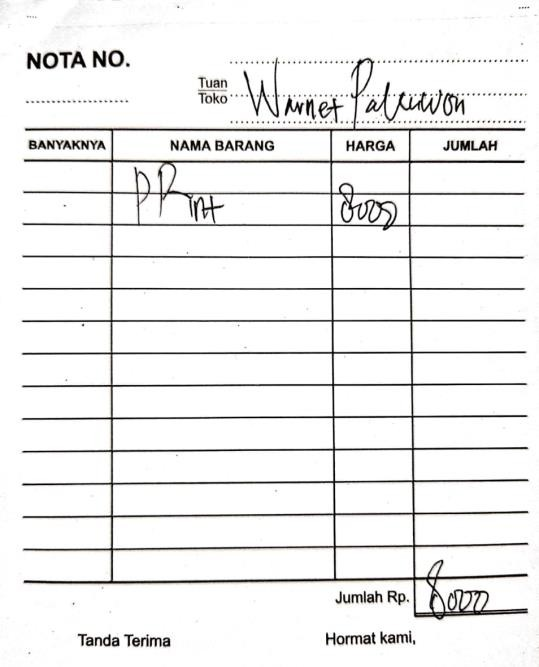 NOTA NO.
Tuan
Toko Warnet Pakuwon
BANYAKNYA NAMA BARANG HARGA JUMLAH
PRint 8000
Jumlah Rp. 8000
Tanda Terima Hormat kami,